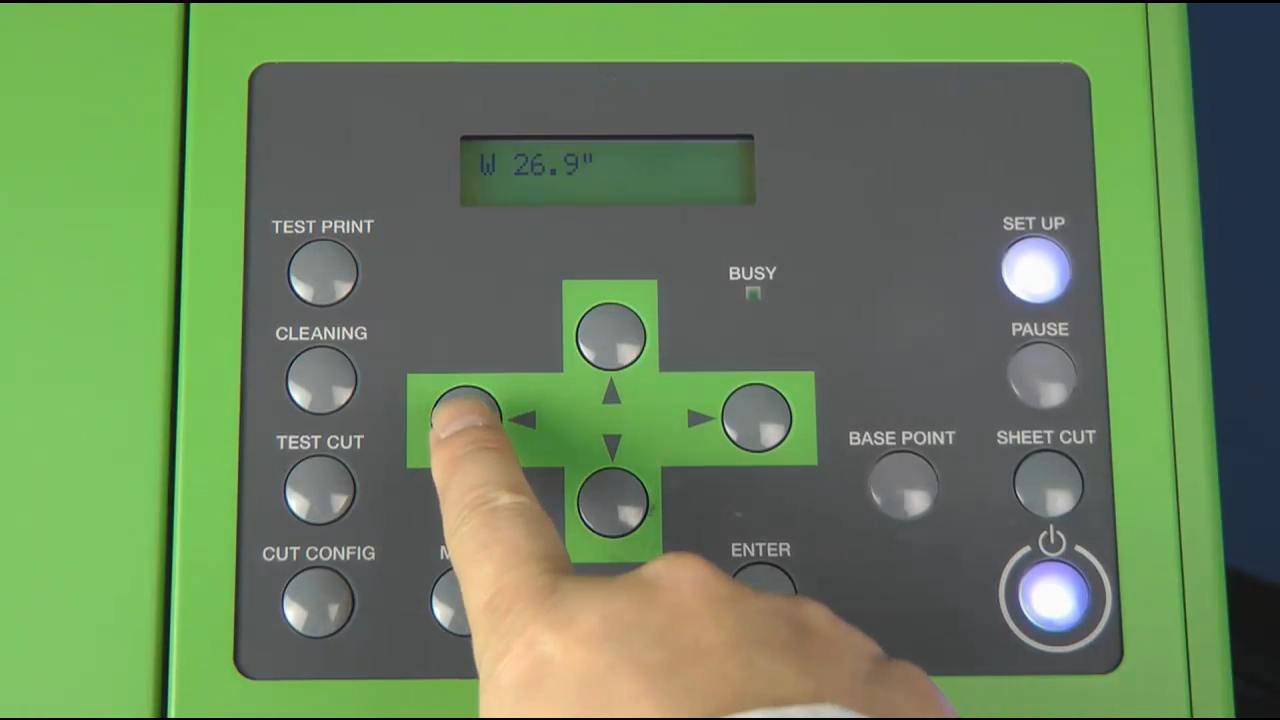 W 26.9"
TEST PRINT
SET UP
BUSY
CLEANING
PAUSE
TEST CUT
BASE POINT
SHEET CUT
CUT CONFIG
ENTER